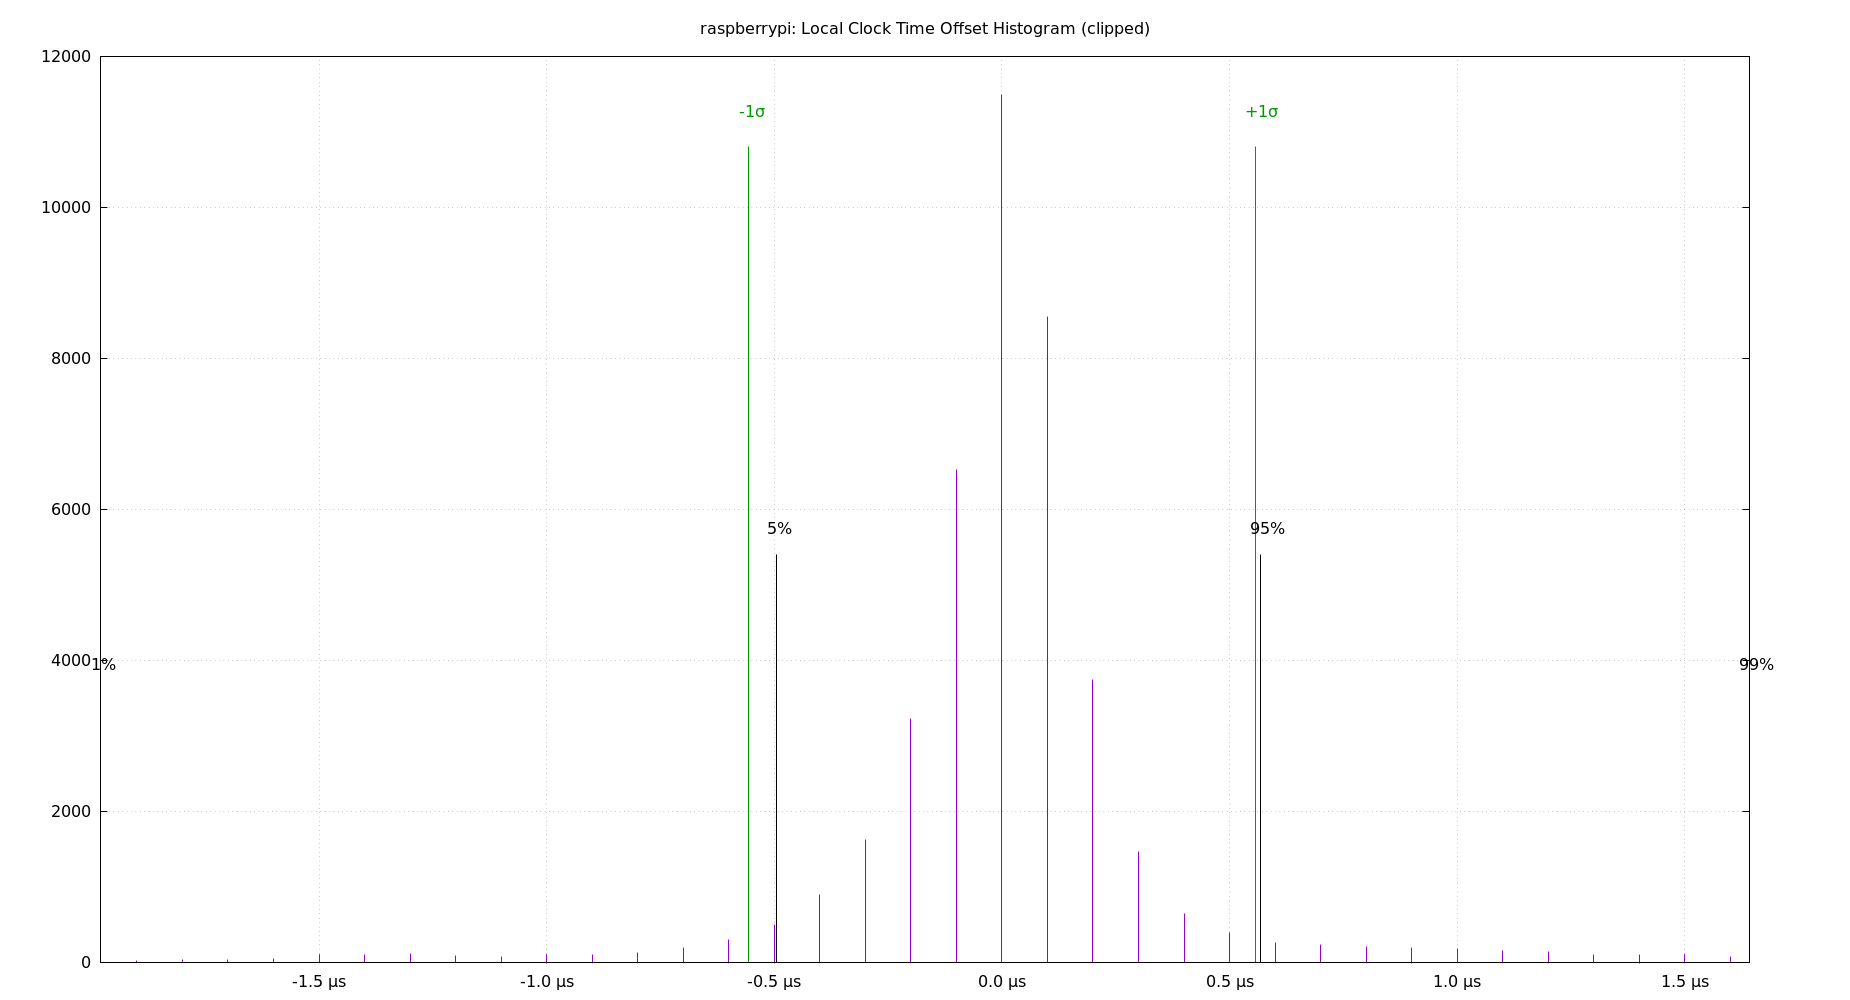 raspberrypi: Local Clock Time Offset Histogram (clipped)
12000
-1σ +1σ
10000
8000
6000
5% 95%
4000 1% 99%
2000
0
-1.5 µs -1.0 µs -0.5 µs 0.0 µs 0.5 µs 1.0 µs 1.5 µs